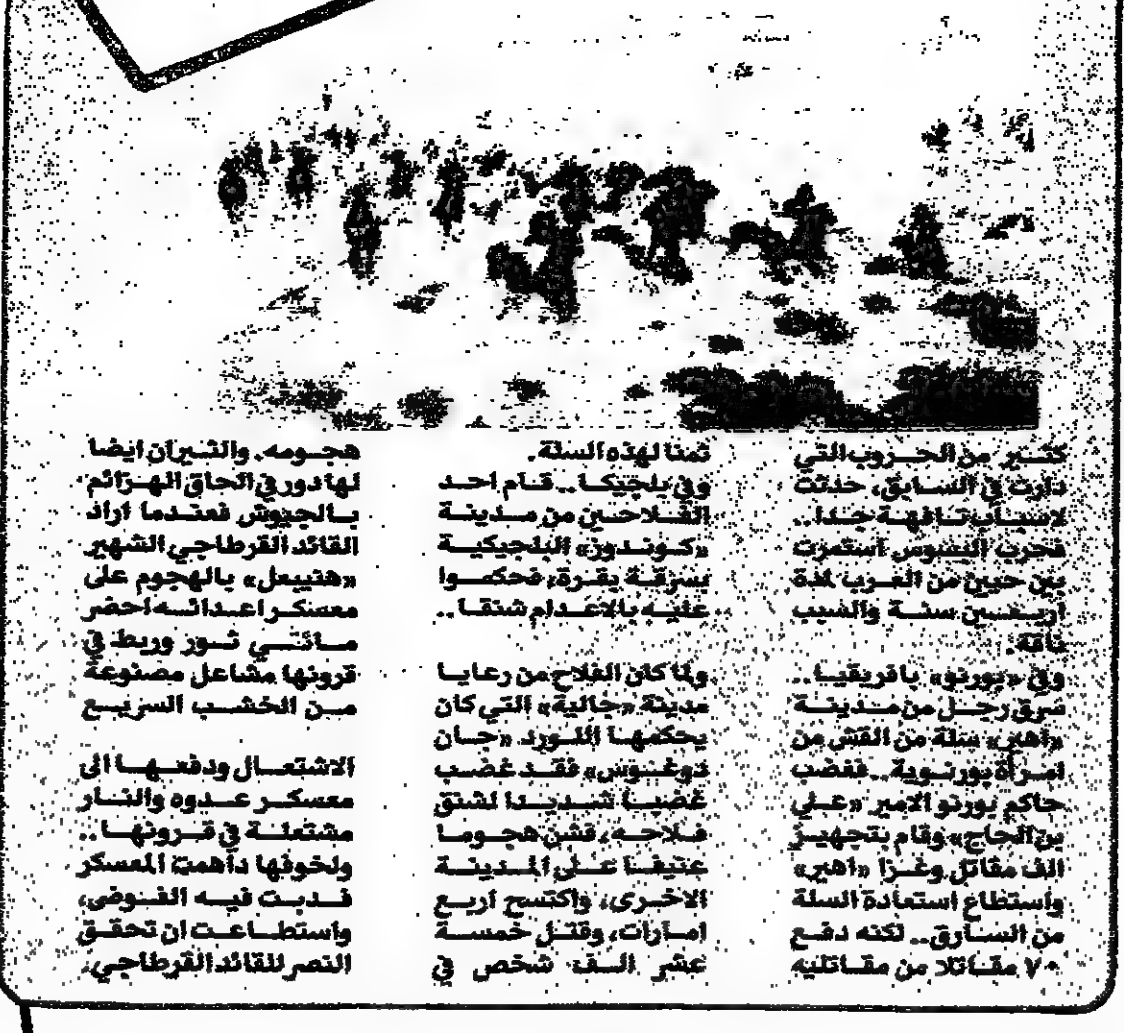 كثير من الحروب التي
دارت في السابق، حدثت
لاسباب تافهة جدا..
فحرب البسوس استمرت
بين حيين من العرب لمدة
اربعين سنة والسبب
ناقة.
وفي «بورنو» بافريقيا..
سرق رجل من مدينة
«اهير» سلة من القش من
امرأة بورنوية.. فغضب
حاكم بورنو الامير «علي
بن الحاج» وقام بتجهيز
الف مقاتل وغزا «اهير»
واستطاع استعادة السلة
من السارق.. لكنه دفع
٧٠ مقاتلا من مقاتليه
ثمنا لهذه السلة.
وفي بلجيكا.. قام احد
الفلاحين من مدينة
«كوندوز» البلجيكية
بسرقة بقرة، فحكموا
عليه بالاعدام شنقا..
ولما كان الفلاح من رعايا
مدينة «جالية» التي كان
يحكمها اللورد «جان
دوغبوس» فقد غضب
غضبا شديدا لشنق
فلاحه، فشن هجوما
عنيفا على المدينة
الاخرى، واكتسح اربع
امارات، وقتل خمسة
عشر الف شخص في
هجومه. والثيران ايضا
لها دور في الحاق الهزائم
بالجيوش فعندما اراد
القائد القرطاجي الشهير
«هنيبعل» بالهجوم على
معسكر اعدائه احضر
مائتي ثور وربط في
قرونها مشاعل مصنوعة
من الخشب السريع
الاشتعال ودفعها الى
معسكر عدوه والنار
مشتعلة في قرونها..
ولخوفها داهمت المعسكر
فدبت فيه الفوضى،
واستطاعت ان تحقق
النصر للقائد القرطاجي.